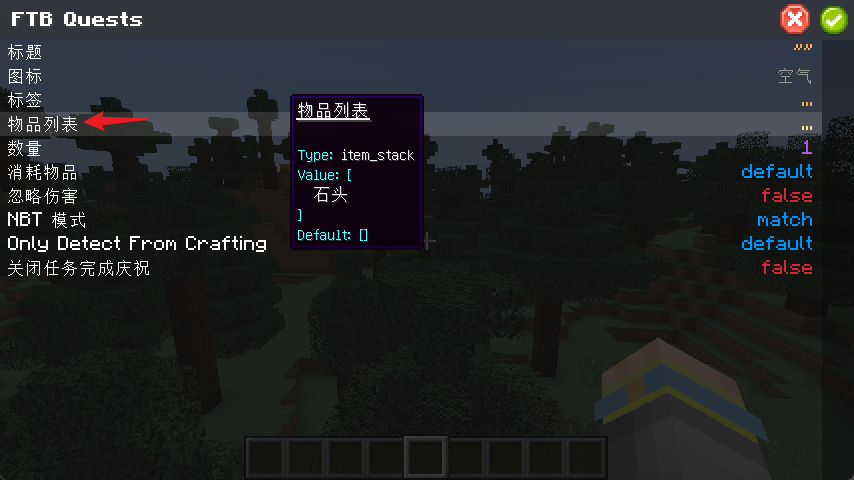 FTB Quests
标题 ""
图标 空气
标签 ...
物品列表 ...
数量 1
消耗物品 default
忽略伤害 false
NBT 模式 match
Only Detect From Crafting default
关闭任务完成庆祝 false
物品列表
Type: item_stack
Value: [
石头
]
Default: []